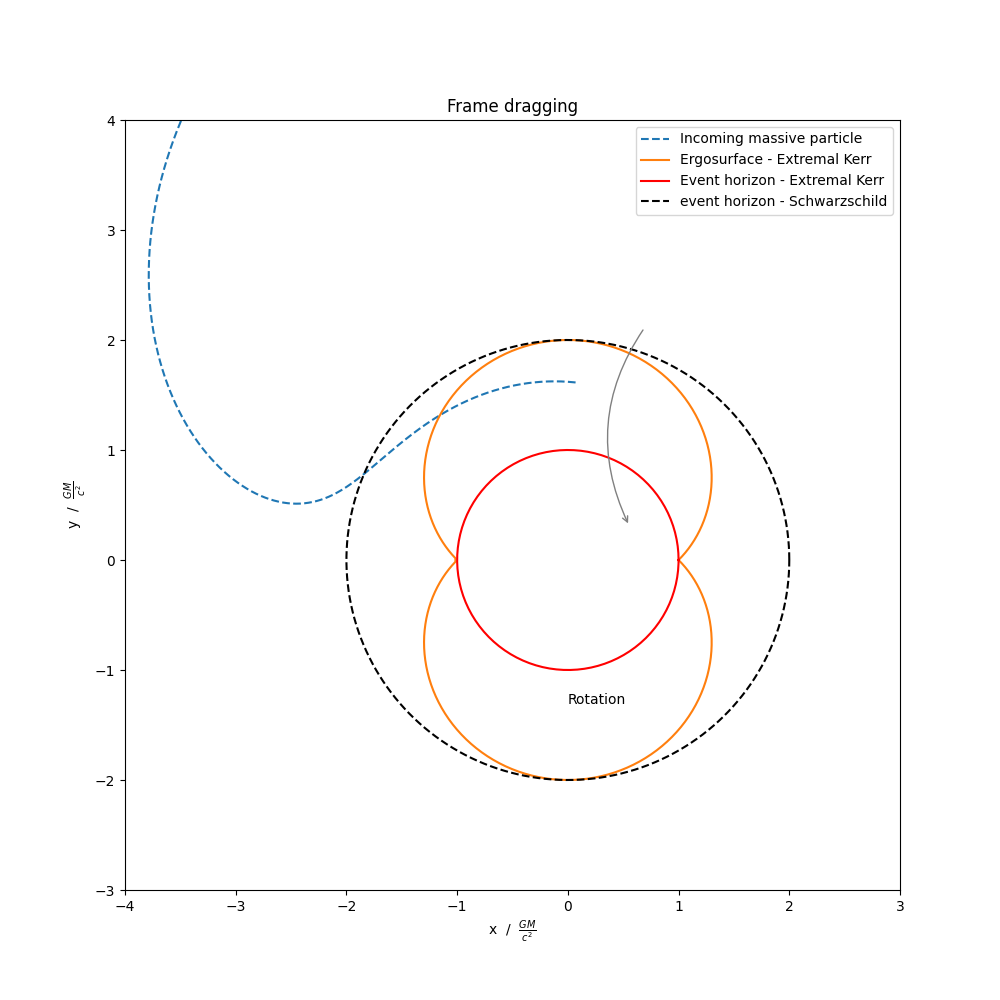 Frame dragging
Incoming massive particle
Ergosurface - Extremal Kerr
Event horizon - Extremal Kerr
event horizon - Schwarzschild
4
3
2
1
0
−1
−2
−3
y / GM/c²
Rotation
−4 −3 −2 −1 0 1 2 3
x / GM/c²